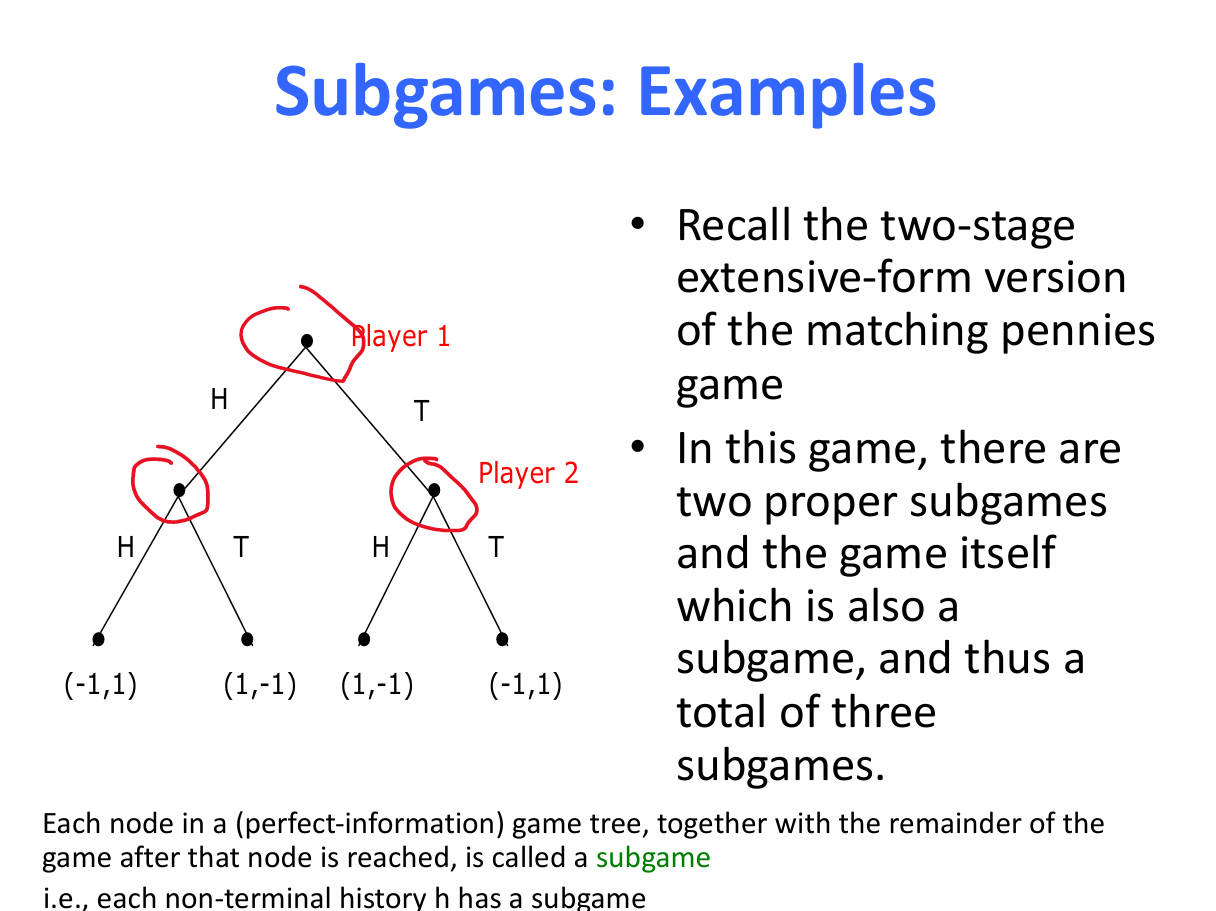 Subgames: Examples
Player 1
H
T
Player 2
H
T
H
T
(-1,1)
(1,-1)
(1,-1)
(-1,1)
• Recall the two-stage
extensive-form version
of the matching pennies
game
• In this game, there are
two proper subgames
and the game itself
which is also a
subgame, and thus a
total of three
subgames.
Each node in a (perfect-information) game tree, together with the remainder of the
game after that node is reached, is called a subgame
i.e., each non-terminal history h has a subgame